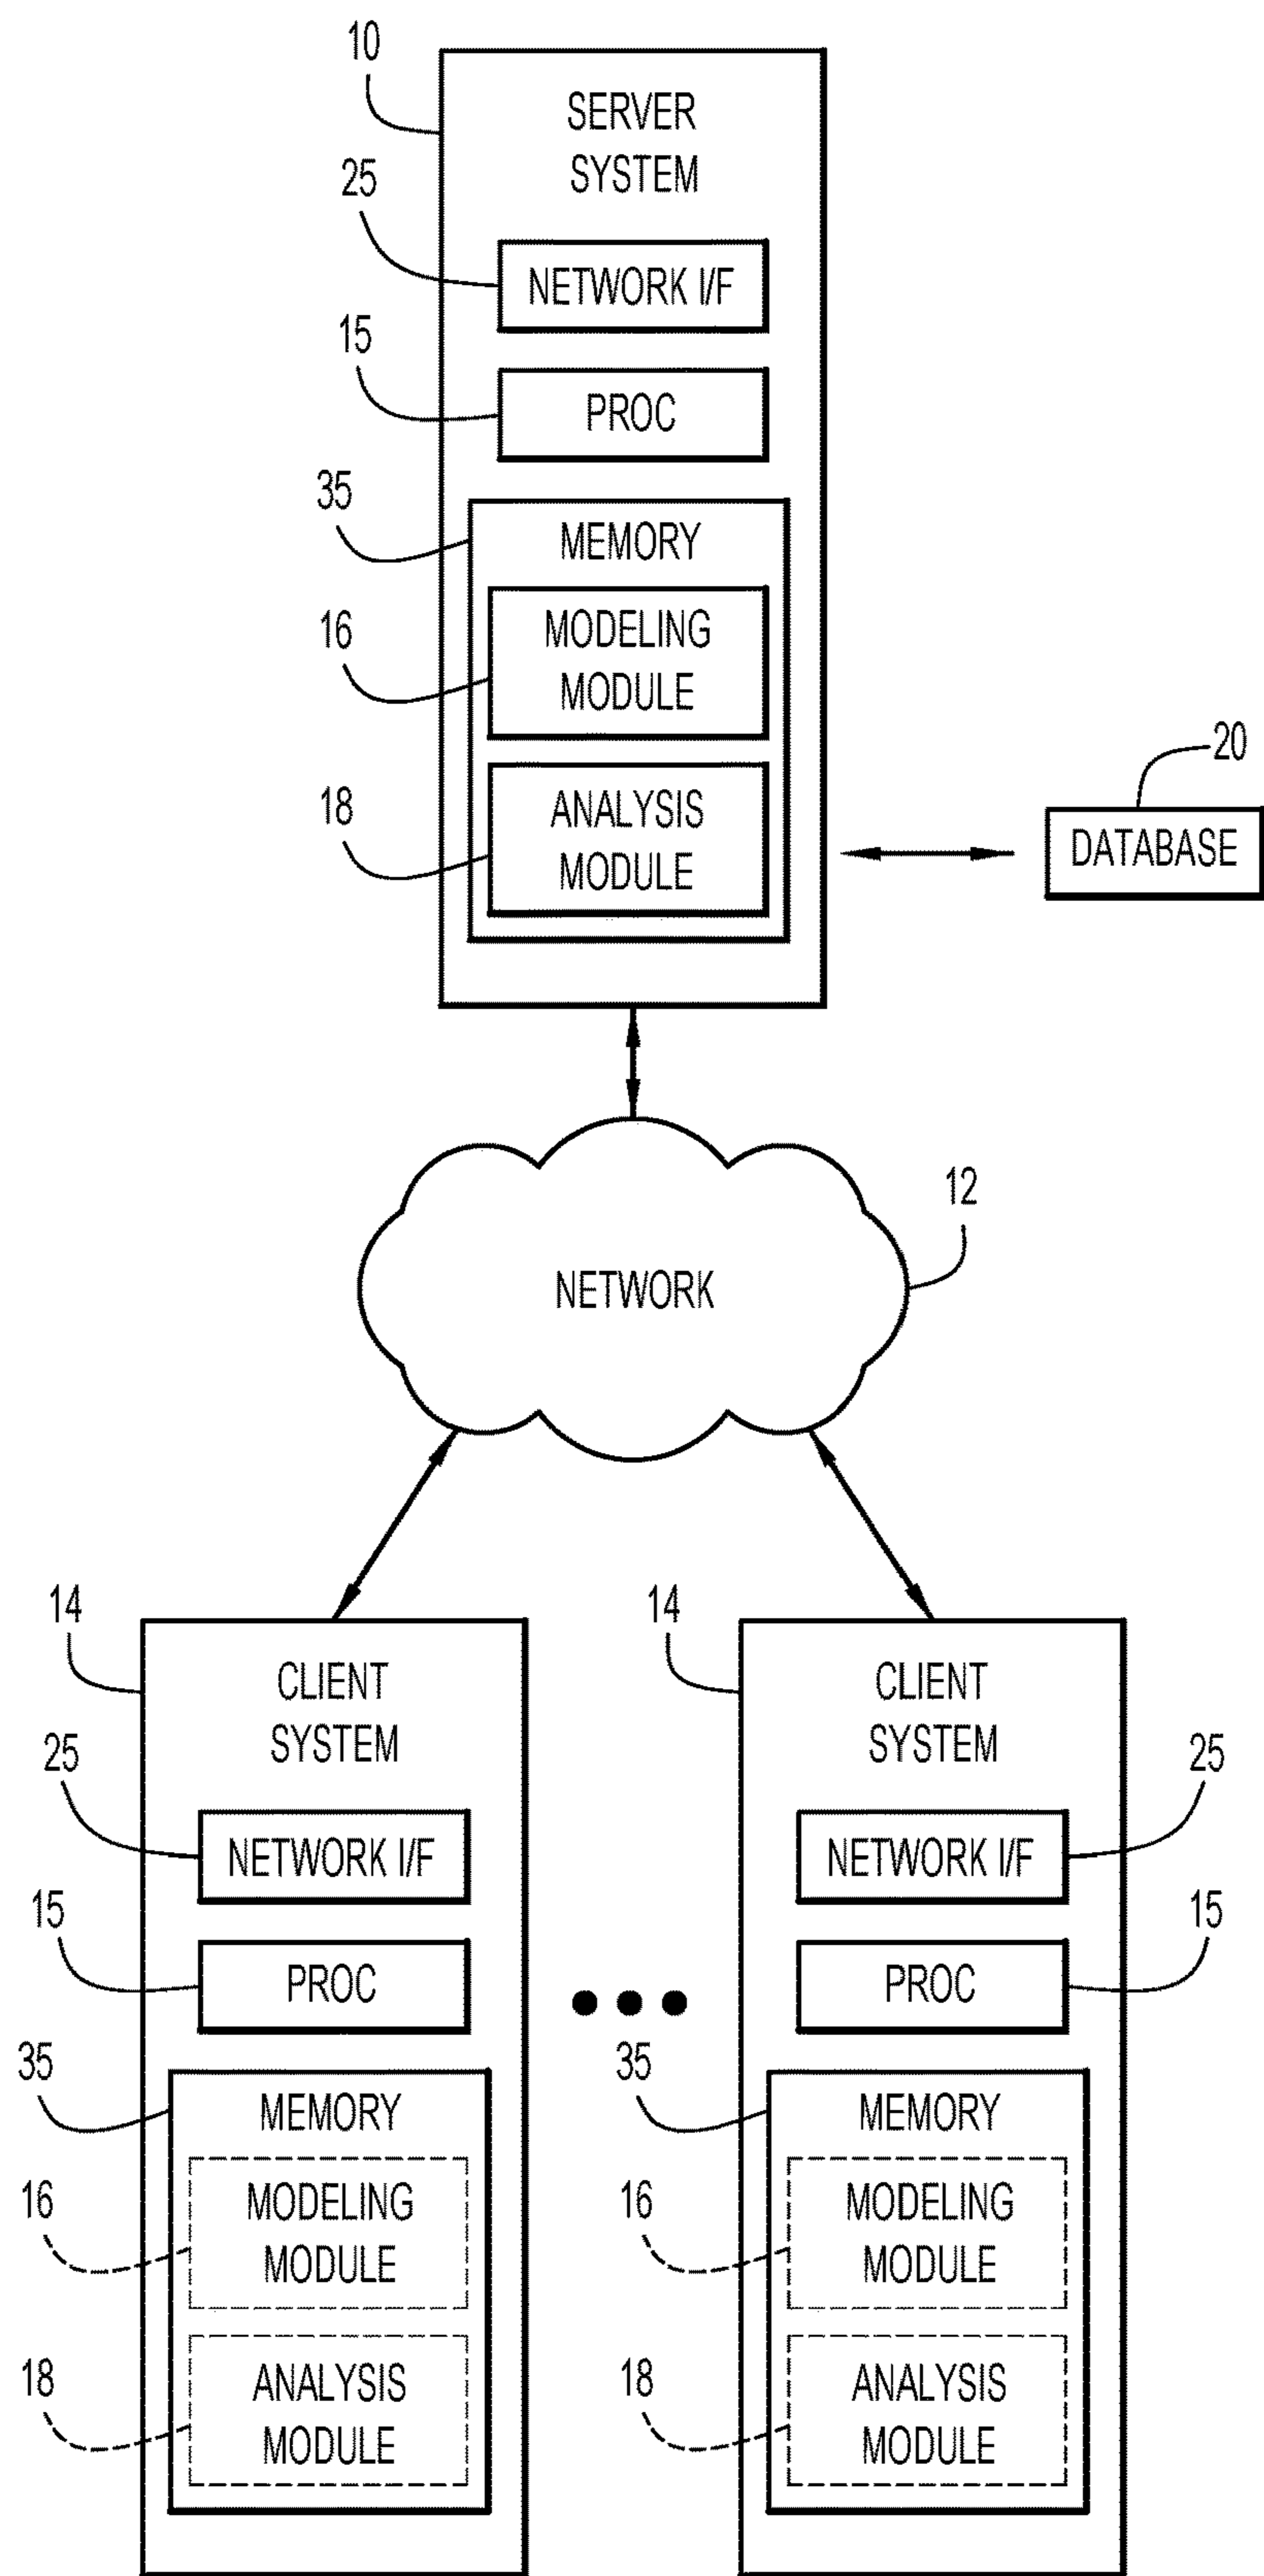 10
SERVER
SYSTEM
25
NETWORK I/F
15
PROC
35
MEMORY
16
MODELING
MODULE
18
ANALYSIS
MODULE
20
DATABASE
12
NETWORK
14
CLIENT
SYSTEM
25
NETWORK I/F
15
PROC
35
MEMORY
16
MODELING
MODULE
18
ANALYSIS
MODULE
14
CLIENT
SYSTEM
25
NETWORK I/F
15
PROC
35
MEMORY
16
MODELING
MODULE
18
ANALYSIS
MODULE